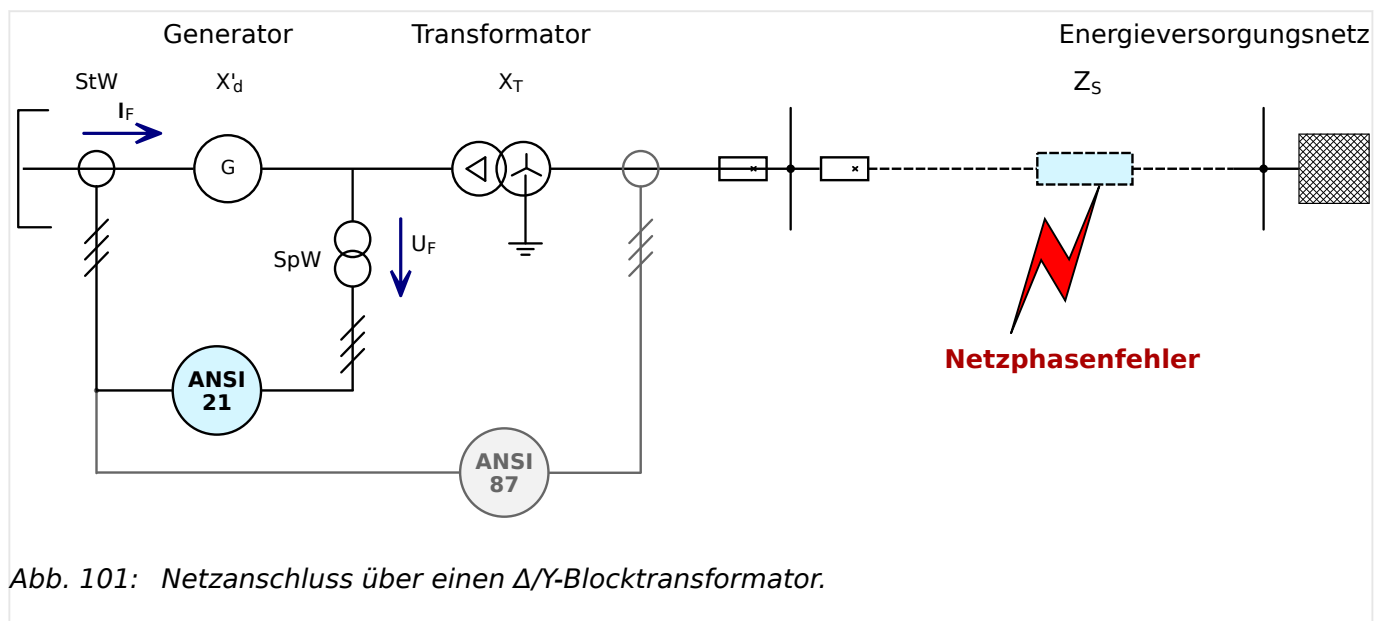 Generator Transformator Energieversorgungsnetz
StW X'd XT ZS
IF
G
SpW UF
Netzphasenfehler
ANSI
21
ANSI
87
Abb. 101: Netzanschluss über einen Δ/Y-Blocktransformator.